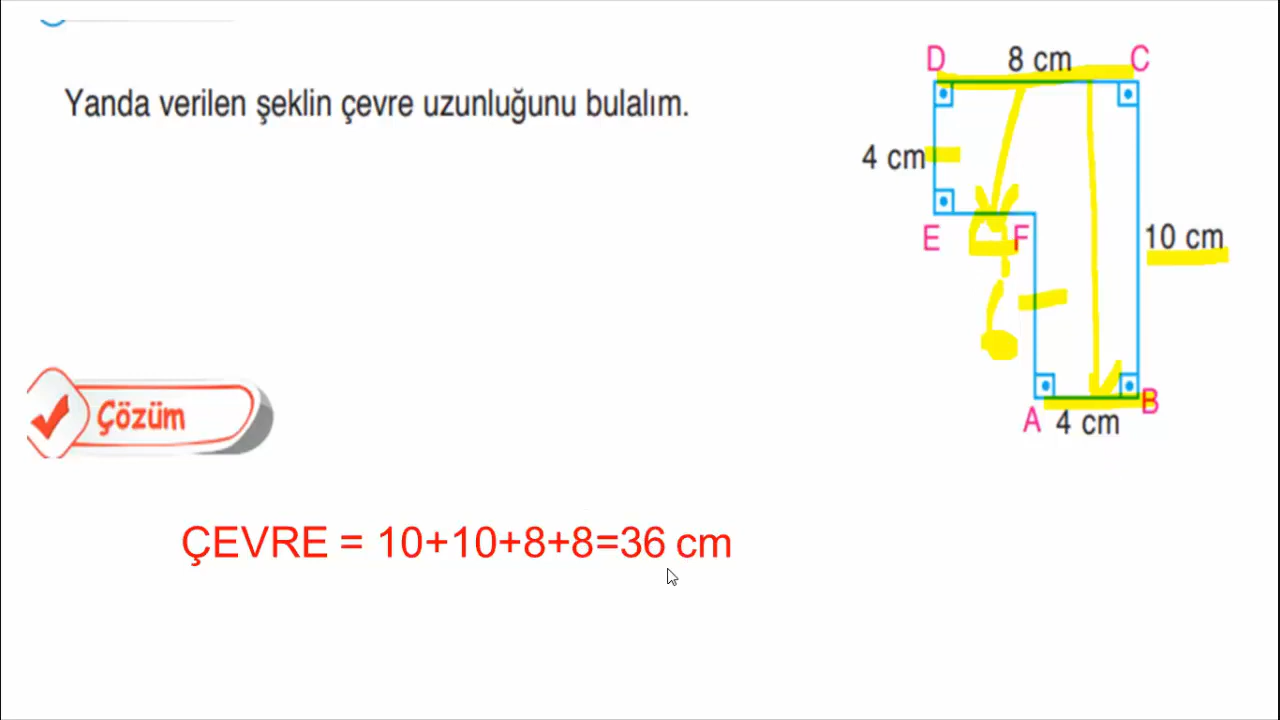 D 8 cm C
Yanda verilen şeklin çevre uzunluğunu bulalım.
4 cm
E F 10 cm
Çözüm
A 4 cm B
ÇEVRE = 10+10+8+8=36 cm